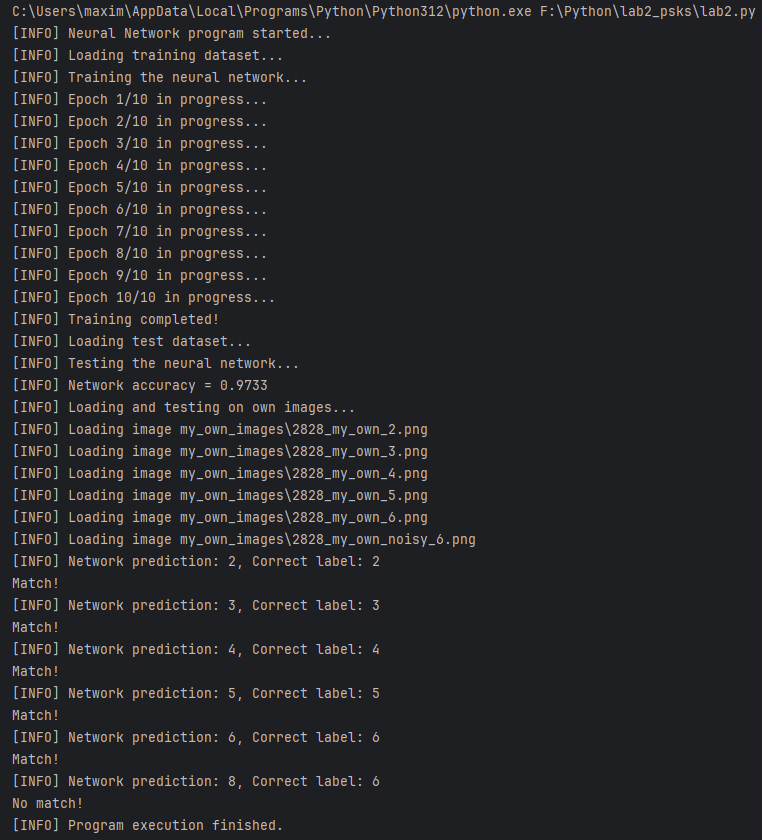 C:\Users\maxim\AppData\Local\Programs\Python\Python312\python.exe F:\Python\lab2_psks\lab2.py
[INFO] Neural Network program started...
[INFO] Loading training dataset...
[INFO] Training the neural network...
[INFO] Epoch 1/10 in progress...
[INFO] Epoch 2/10 in progress...
[INFO] Epoch 3/10 in progress...
[INFO] Epoch 4/10 in progress...
[INFO] Epoch 5/10 in progress...
[INFO] Epoch 6/10 in progress...
[INFO] Epoch 7/10 in progress...
[INFO] Epoch 8/10 in progress...
[INFO] Epoch 9/10 in progress...
[INFO] Epoch 10/10 in progress...
[INFO] Training completed!
[INFO] Loading test dataset...
[INFO] Testing the neural network...
[INFO] Network accuracy = 0.9733
[INFO] Loading and testing on own images...
[INFO] Loading image my_own_images\2828_my_own_2.png
[INFO] Loading image my_own_images\2828_my_own_3.png
[INFO] Loading image my_own_images\2828_my_own_4.png
[INFO] Loading image my_own_images\2828_my_own_5.png
[INFO] Loading image my_own_images\2828_my_own_6.png
[INFO] Loading image my_own_images\2828_my_own_noisy_6.png
[INFO] Network prediction: 2, Correct label: 2
Match!
[INFO] Network prediction: 3, Correct label: 3
Match!
[INFO] Network prediction: 4, Correct label: 4
Match!
[INFO] Network prediction: 5, Correct label: 5
Match!
[INFO] Network prediction: 6, Correct label: 6
Match!
[INFO] Network prediction: 8, Correct label: 6
No match!
[INFO] Program execution finished.